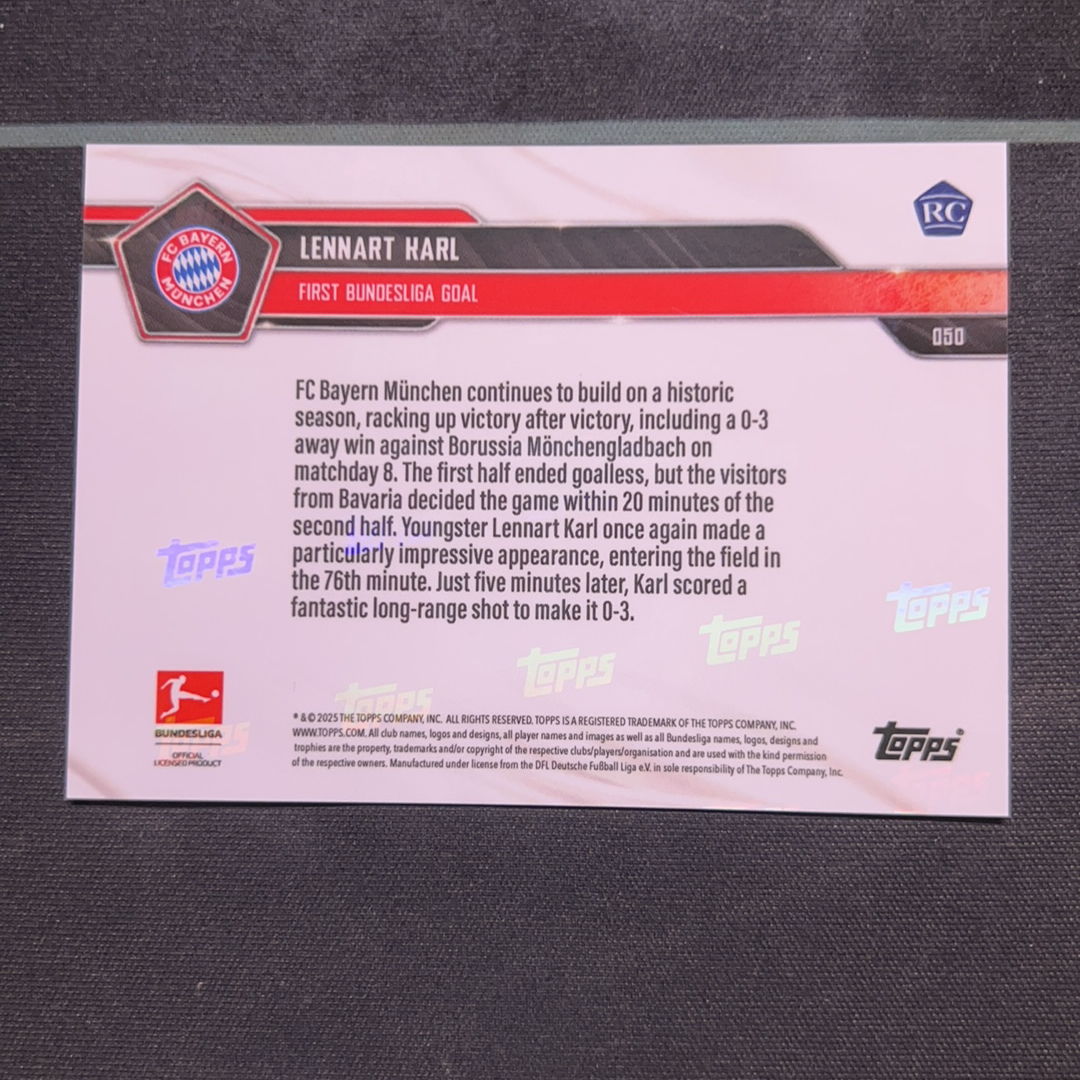 FC BAYERN
MÜNCHEN
RC
LENNART KARL
FIRST BUNDESLIGA GOAL
050
FC Bayern München continues to build on a historic
season, racking up victory after victory, including a 0-3
away win against Borussia Mönchengladbach on
matchday 8. The first half ended goalless, but the visitors
from Bavaria decided the game within 20 minutes of the
second half. Youngster Lennart Karl once again made a
particularly impressive appearance, entering the field in
the 76th minute. Just five minutes later, Karl scored a
fantastic long-range shot to make it 0-3.
Topps
Topps
Topps
Topps
Topps
Topps
Topps
BUNDESLIGA
OFFICIAL
LICENSED PRODUCT
® & © 2025 THE TOPPS COMPANY, INC. ALL RIGHTS RESERVED. TOPPS IS A REGISTERED TRADEMARK OF THE TOPPS COMPANY, INC.
WWW.TOPPS.COM. All club names, logos and designs, all player names and images as well as all Bundesliga names, logos, designs and
trophies are the property, trademarks and/or copyright of the respective clubs/players/organisation and are used with the kind permission
of the respective owners. Manufactured under license from the DFL Deutsche Fußball Liga e.V. in sole responsibility of The Topps Company, Inc.
Topps®